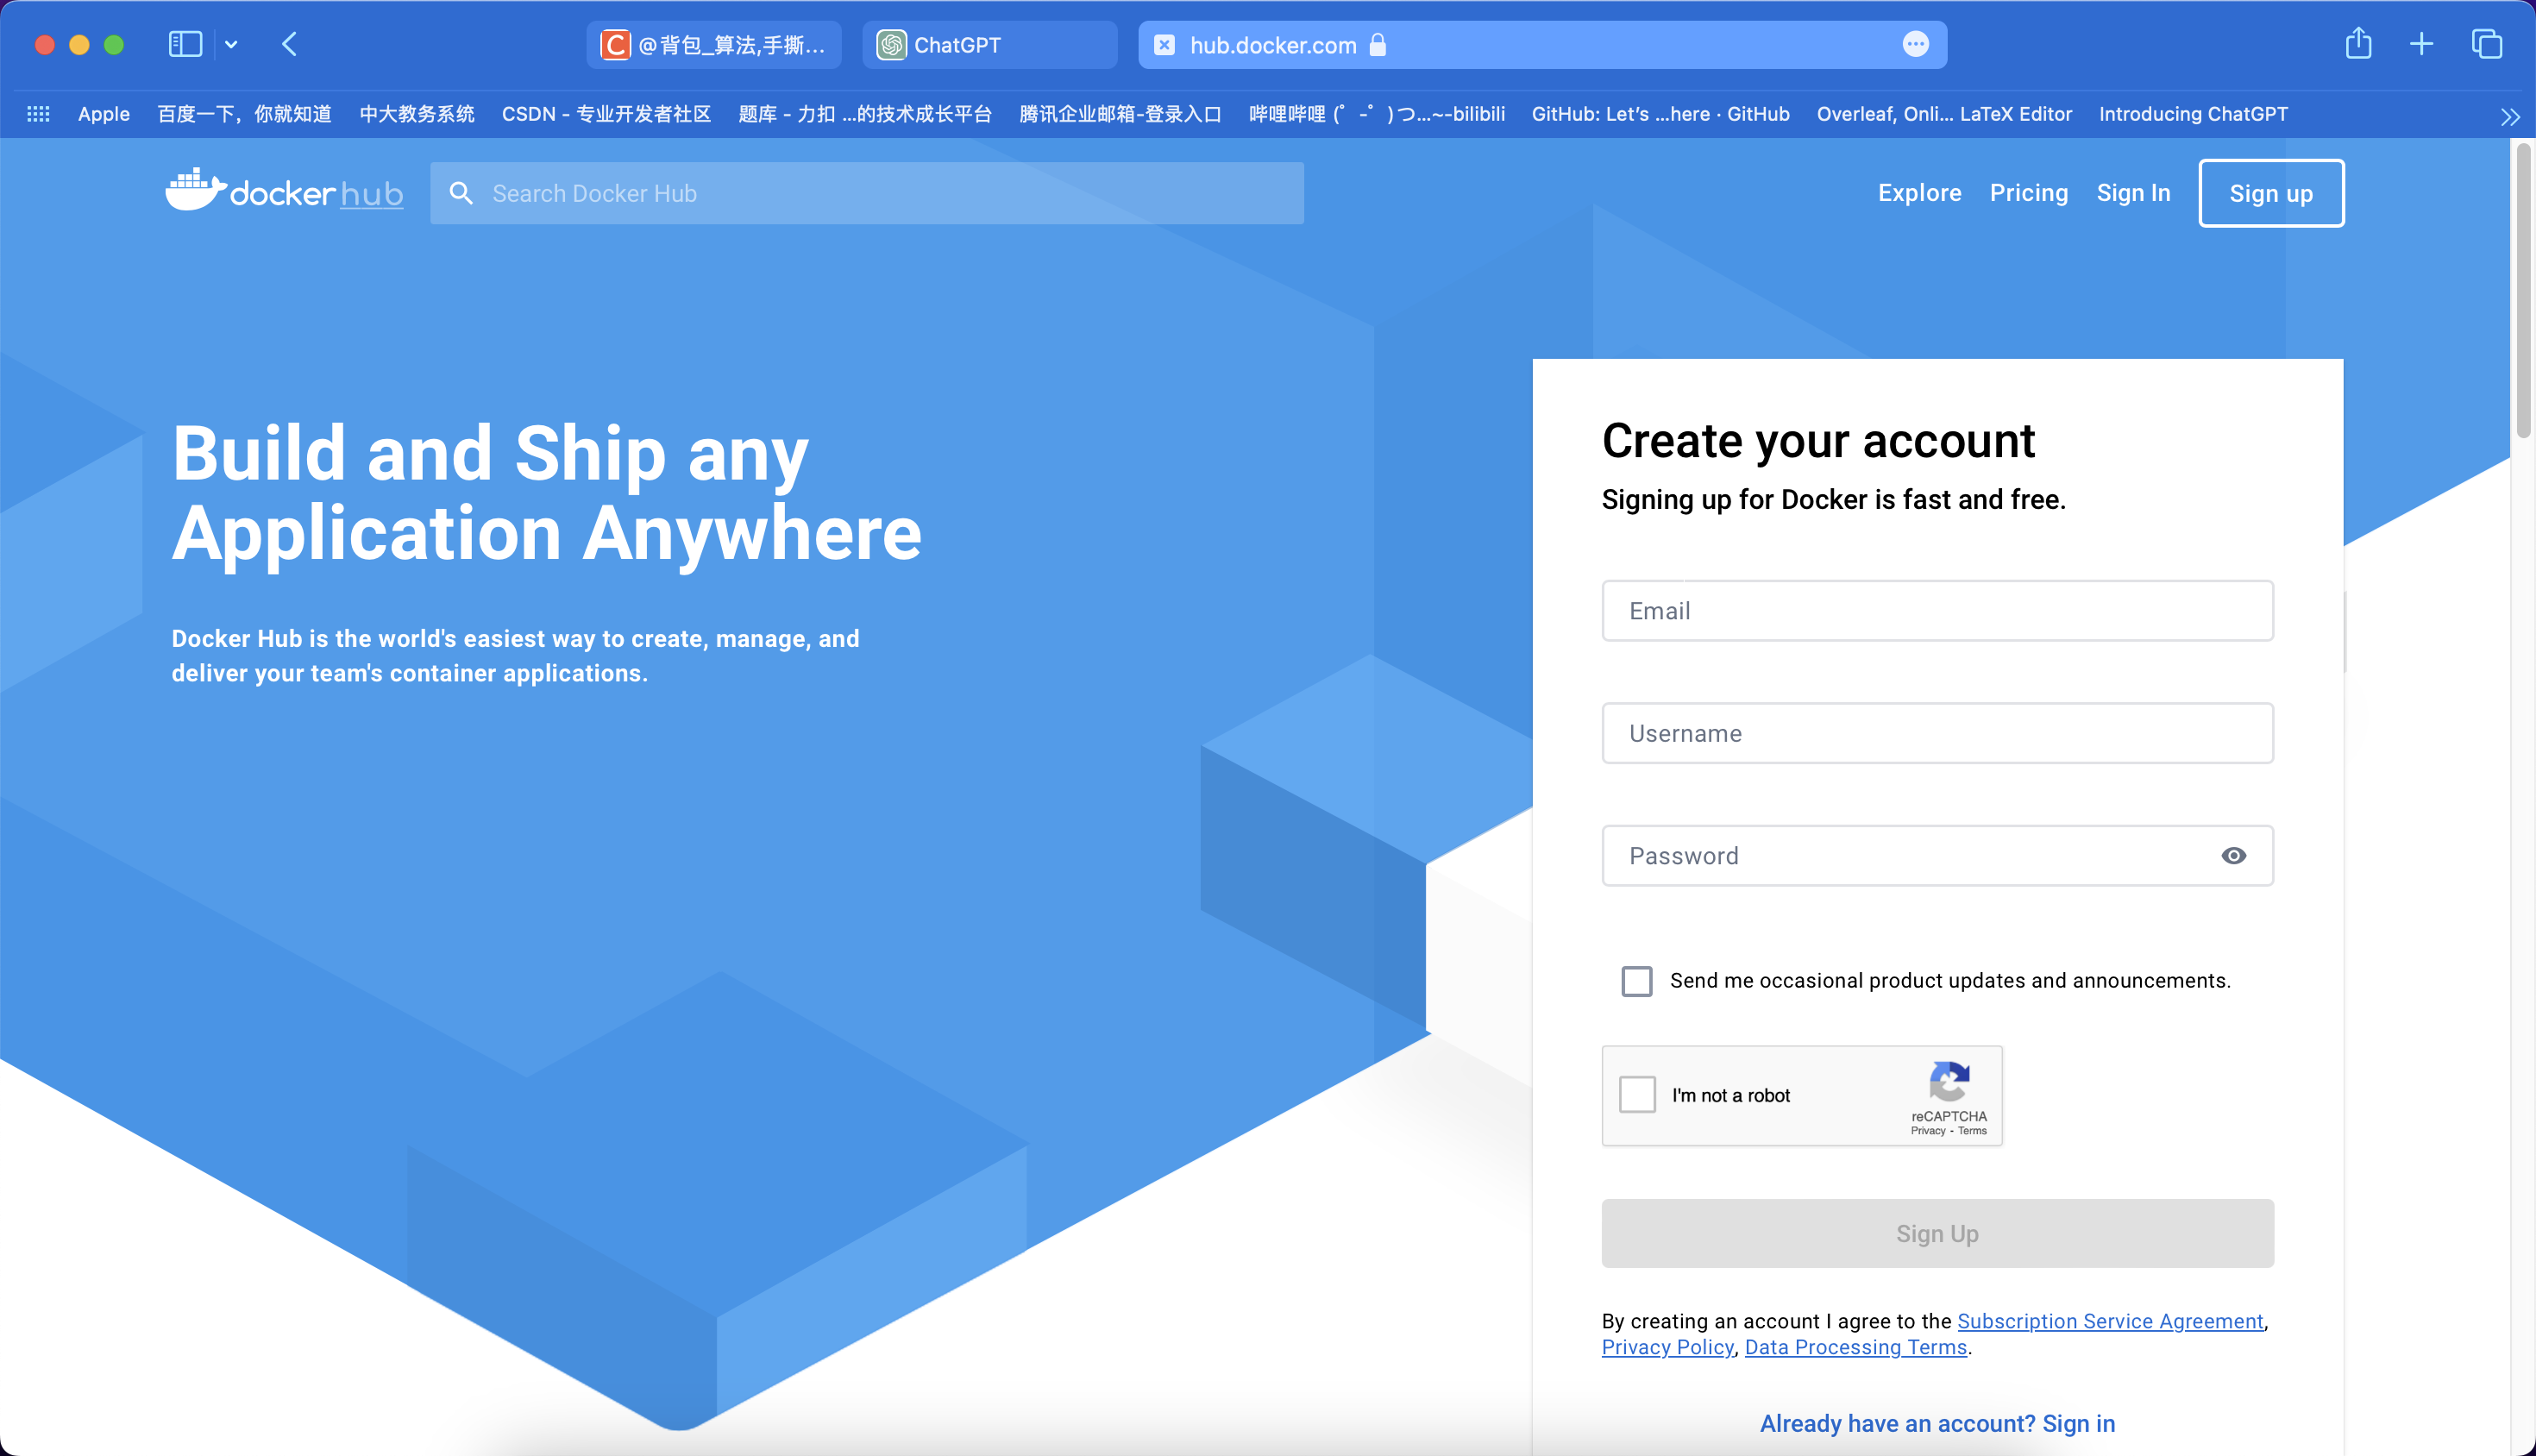 @背包_算法,手撕...
ChatGPT
hub.docker.com
Apple
百度一下，你就知道
中大教务系统
CSDN - 专业开发者社区
题库 - 力扣 ...的技术成长平台
腾讯企业邮箱-登录入口
哔哩哔哩 (゜-゜)つ...~-bilibili
GitHub: Let's ...here · GitHub
Overleaf, Onli... LaTeX Editor
Introducing ChatGPT
docker hub
Search Docker Hub
Explore
Pricing
Sign In
Sign up
Build and Ship any
Application Anywhere
Docker Hub is the world's easiest way to create, manage, and
deliver your team's container applications.
Create your account
Signing up for Docker is fast and free.
Email
Username
Password
Send me occasional product updates and announcements.
I'm not a robot
reCAPTCHA
Privacy - Terms
Sign Up
By creating an account I agree to the Subscription Service Agreement,
Privacy Policy, Data Processing Terms.
Already have an account? Sign in